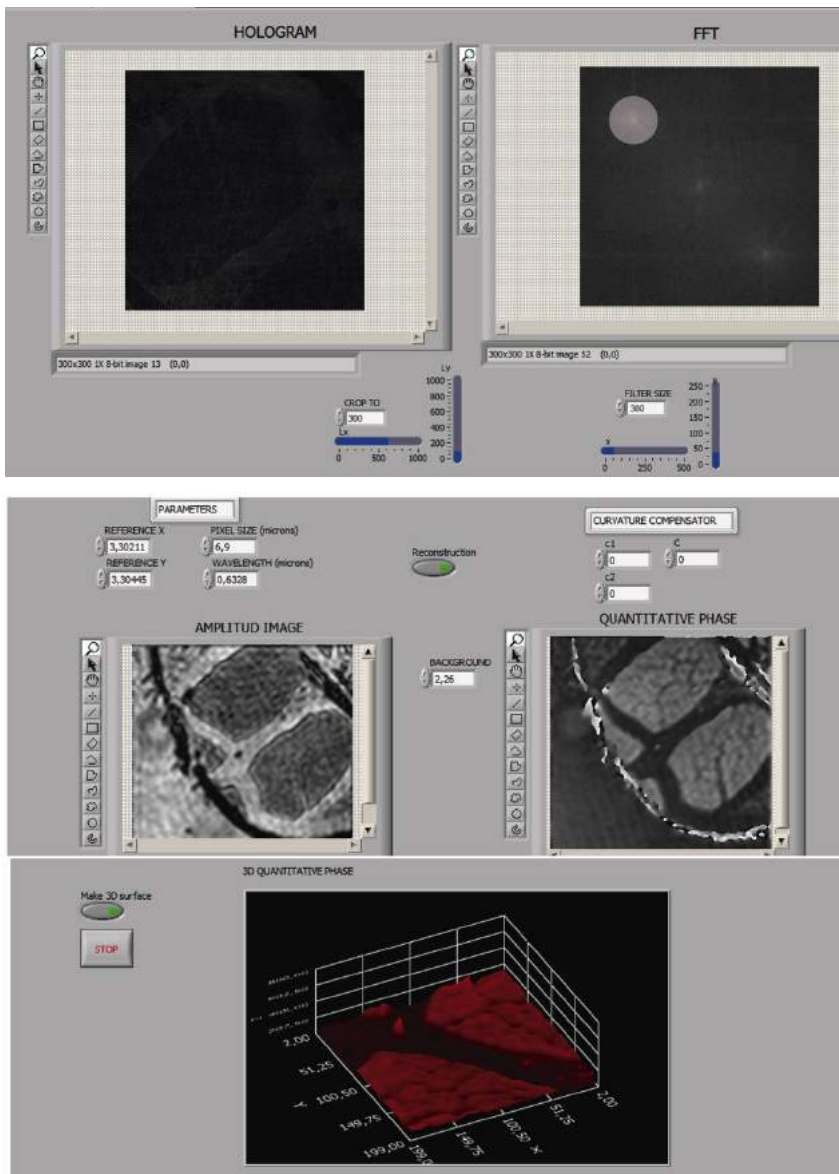 HOLOGRAM
FFT
300x300 1X 8-bit image 13 (0,0)
300x300 1X 8-bit image 52 (0,0)
CROP TO
300
Lx
0 500 1000
Ly
1000
800
600
400
200
0
FILTER SIZE
300
x
0 250 500
250
200
150
100
50
0
PARAMETERS
REFERENCE X
3,30211
PIXEL SIZE (microns)
6,9
REFERENCE Y
3,30445
WAVELENGTH (microns)
0,6328
Reconstruction
CURVATURE COMPENSATOR
c1
0
C
0
c2
0
AMPLITUD IMAGE
BACKGROUND
2,26
QUANTITATIVE PHASE
3D QUANTITATIVE PHASE
Make 3D surface
STOP
2,00
51,25
100,50
149,75
199,00
Y
199,00
149,75
100,50
51,25
2,00
X